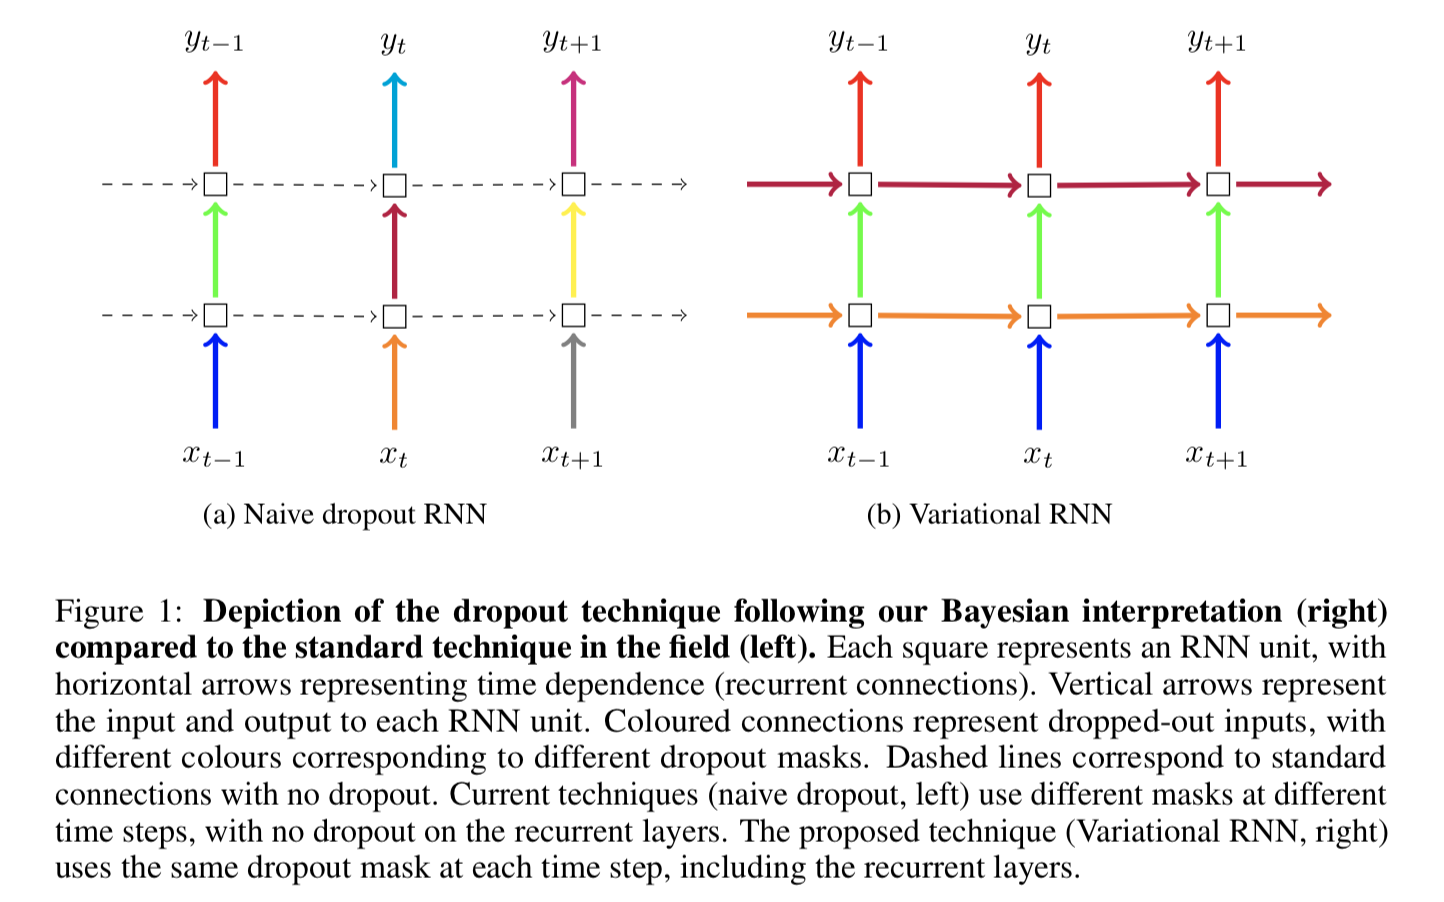 y_{t−1} y_t y_{t+1} y_{t−1} y_t y_{t+1}
x_{t−1} x_t x_{t+1} x_{t−1} x_t x_{t+1}
(a) Naive dropout RNN (b) Variational RNN
Figure 1: Depiction of the dropout technique following our Bayesian interpretation (right)
compared to the standard technique in the field (left). Each square represents an RNN unit, with
horizontal arrows representing time dependence (recurrent connections). Vertical arrows represent
the input and output to each RNN unit. Coloured connections represent dropped-out inputs, with
different colours corresponding to different dropout masks. Dashed lines correspond to standard
connections with no dropout. Current techniques (naive dropout, left) use different masks at different
time steps, with no dropout on the recurrent layers. The proposed technique (Variational RNN, right)
uses the same dropout mask at each time step, including the recurrent layers.